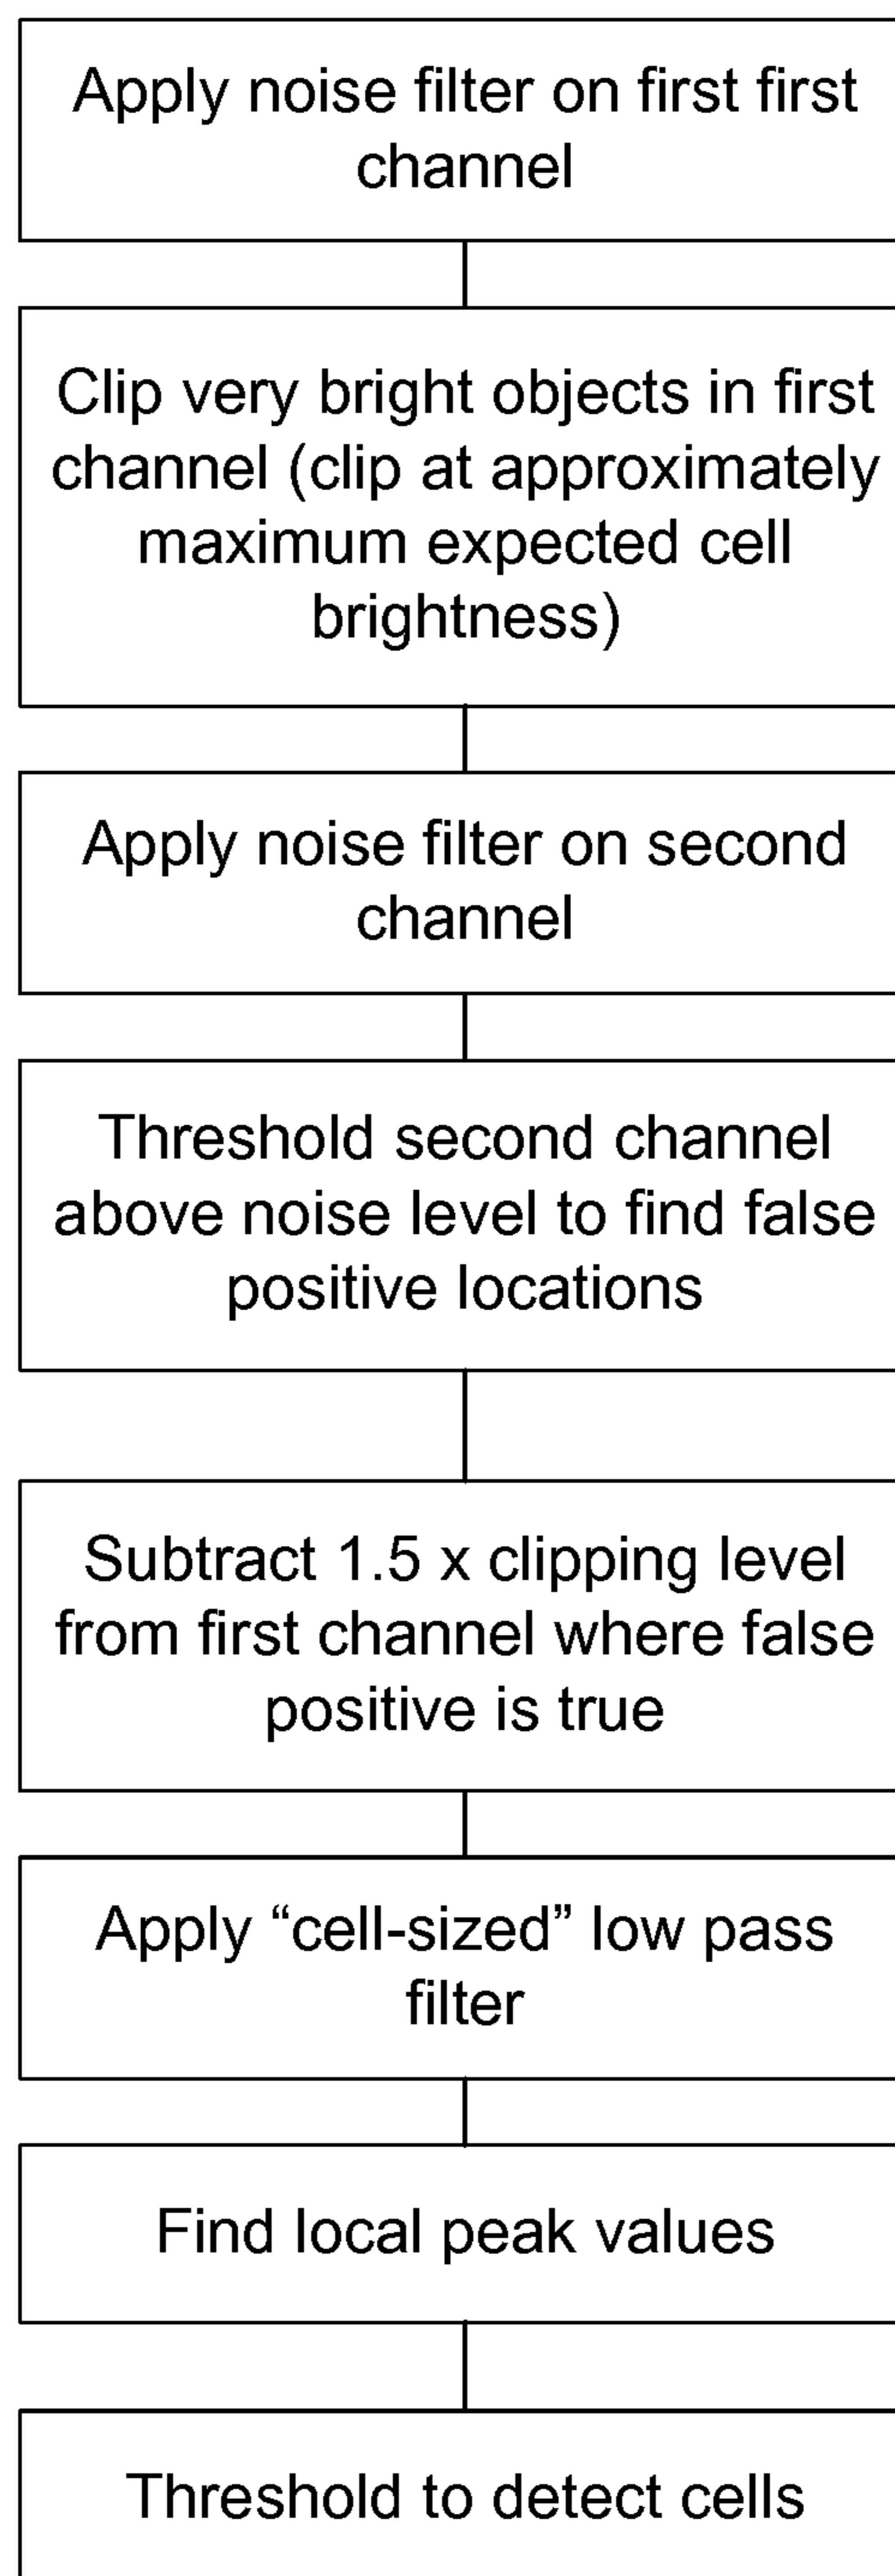 Apply noise filter on first first
channel
Clip very bright objects in first
channel (clip at approximately
maximum expected cell
brightness)
Apply noise filter on second
channel
Threshold second channel
above noise level to find false
positive locations
Subtract 1.5 x clipping level
from first channel where false
positive is true
Apply “cell-sized” low pass
filter
Find local peak values
Threshold to detect cells